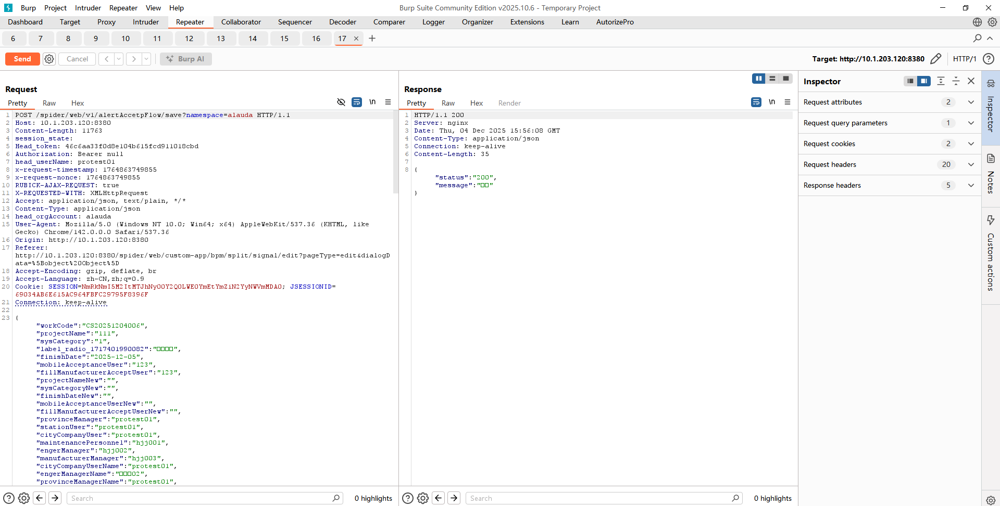 Burp Project Intruder Repeater View Help
Burp Suite Community Edition v2025.10.6 - Temporary Project
Dashboard Target Proxy Intruder Repeater Collaborator Sequencer Decoder Comparer Logger Organizer Extensions Learn AutorizePro
6 7 8 9 10 11 12 13 14 15 16 17 × +
Send Cancel Burp AI
Target: http://10.1.203.120:8380 HTTP/1
Request
Pretty Raw Hex \n
1 POST /spider/web/v1/alertAccetpFlow/save?namespace=alauda HTTP/1.1
2 Host: 10.1.203.120:8380
3 Content-Length: 11763
4 session_state:
5 Head_token: 46c6aa33f0d8e104b615fcd911018cbd
6 Authorization: Bearer null
7 head_userName: protest01
8 x-request-timestamp: 1764863749855
9 x-request-nonce: 1764863749855
10 RUBICK-AJAX-REQUEST: true
11 X-REQUESTED-WITH: XMLHttpRequest
12 Accept: application/json, text/plain, */*
13 Content-Type: application/json
14 head_orgAccount: alauda
15 User-Agent: Mozilla/5.0 (Windows NT 10.0; Win64; x64) AppleWebKit/537.36 (KHTML, like
Gecko) Chrome/142.0.0.0 Safari/537.36
16 Origin: http://10.1.203.120:8380
17 Referer:
http://10.1.203.120:8380/spider/web/custom-app/bpm/split/signal/edit?pageType=edit&dialogD
ata=%5Bobject%20Object%5D
18 Accept-Encoding: gzip, deflate, br
19 Accept-Language: zh-CN,zh;q=0.9
20 Cookie: SESSION=NmRkNmI5M2ItMTJhNy00Y2Q0LWE0YmEtYmZiN2YyNWVmMDA0; JSESSIONID=
69034AB6E615AC964FBFC29795F8396F
21 Connection: keep-alive
22
23 {
"workCode":"CS20251204006",
"projectName":"111",
"sysCategory":"1",
"label_radio_1717401990082":"□□□□",
"finishDate":"2025-12-05",
"mobileAcceptanceUser":"123",
"fillManufacturerAcceptUser":"123",
"projectNameNew":"",
"sysCategoryNew":"",
"finishDateNew":"",
"mobileAcceptanceUserNew":"",
"fillManufacturerAcceptUserNew":"",
"provinceManager":"protest01",
"stationUser":"protest01",
"cityCompanyUser":"protest01",
"maintenancePersonnel":"hjj001",
"engerManager":"hjj002",
"manufacturerManager":"hjj003",
"cityCompanyUserName":"protest01",
"engerManagerName":"□□□02",
"provinceManagerName":"protest01",
Search 0 highlights
Response
Pretty Raw Hex Render \n
1 HTTP/1.1 200
2 Server: nginx
3 Date: Thu, 04 Dec 2025 15:56:08 GMT
4 Content-Type: application/json
5 Connection: keep-alive
6 Content-Length: 35
7
8 {
"status":"200",
"message":"□□"
}
Search 0 highlights
Inspector
Request attributes 2
Request query parameters 1
Request cookies 2
Request headers 20
Response headers 5
Inspector
Notes
Custom actions